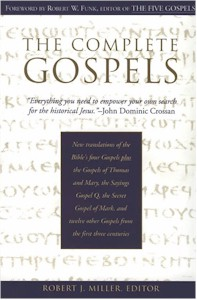 FOREWORD BY ROBERT W. FUNK, EDITOR OF THE FIVE GOSPELS
THE COMPLETE
GOSPELS
"Everything you need to empower your own search
for the historical Jesus."–John Dominic Crossan
New translations of the
Bible's four Gospels plus
the Gospels of Thomas
and Mary, the Sayings
Gospel Q, the Secret
Gospel of Mark, and
twelve other Gospels from
the first three centuries
ROBERT J. MILLER, EDITOR